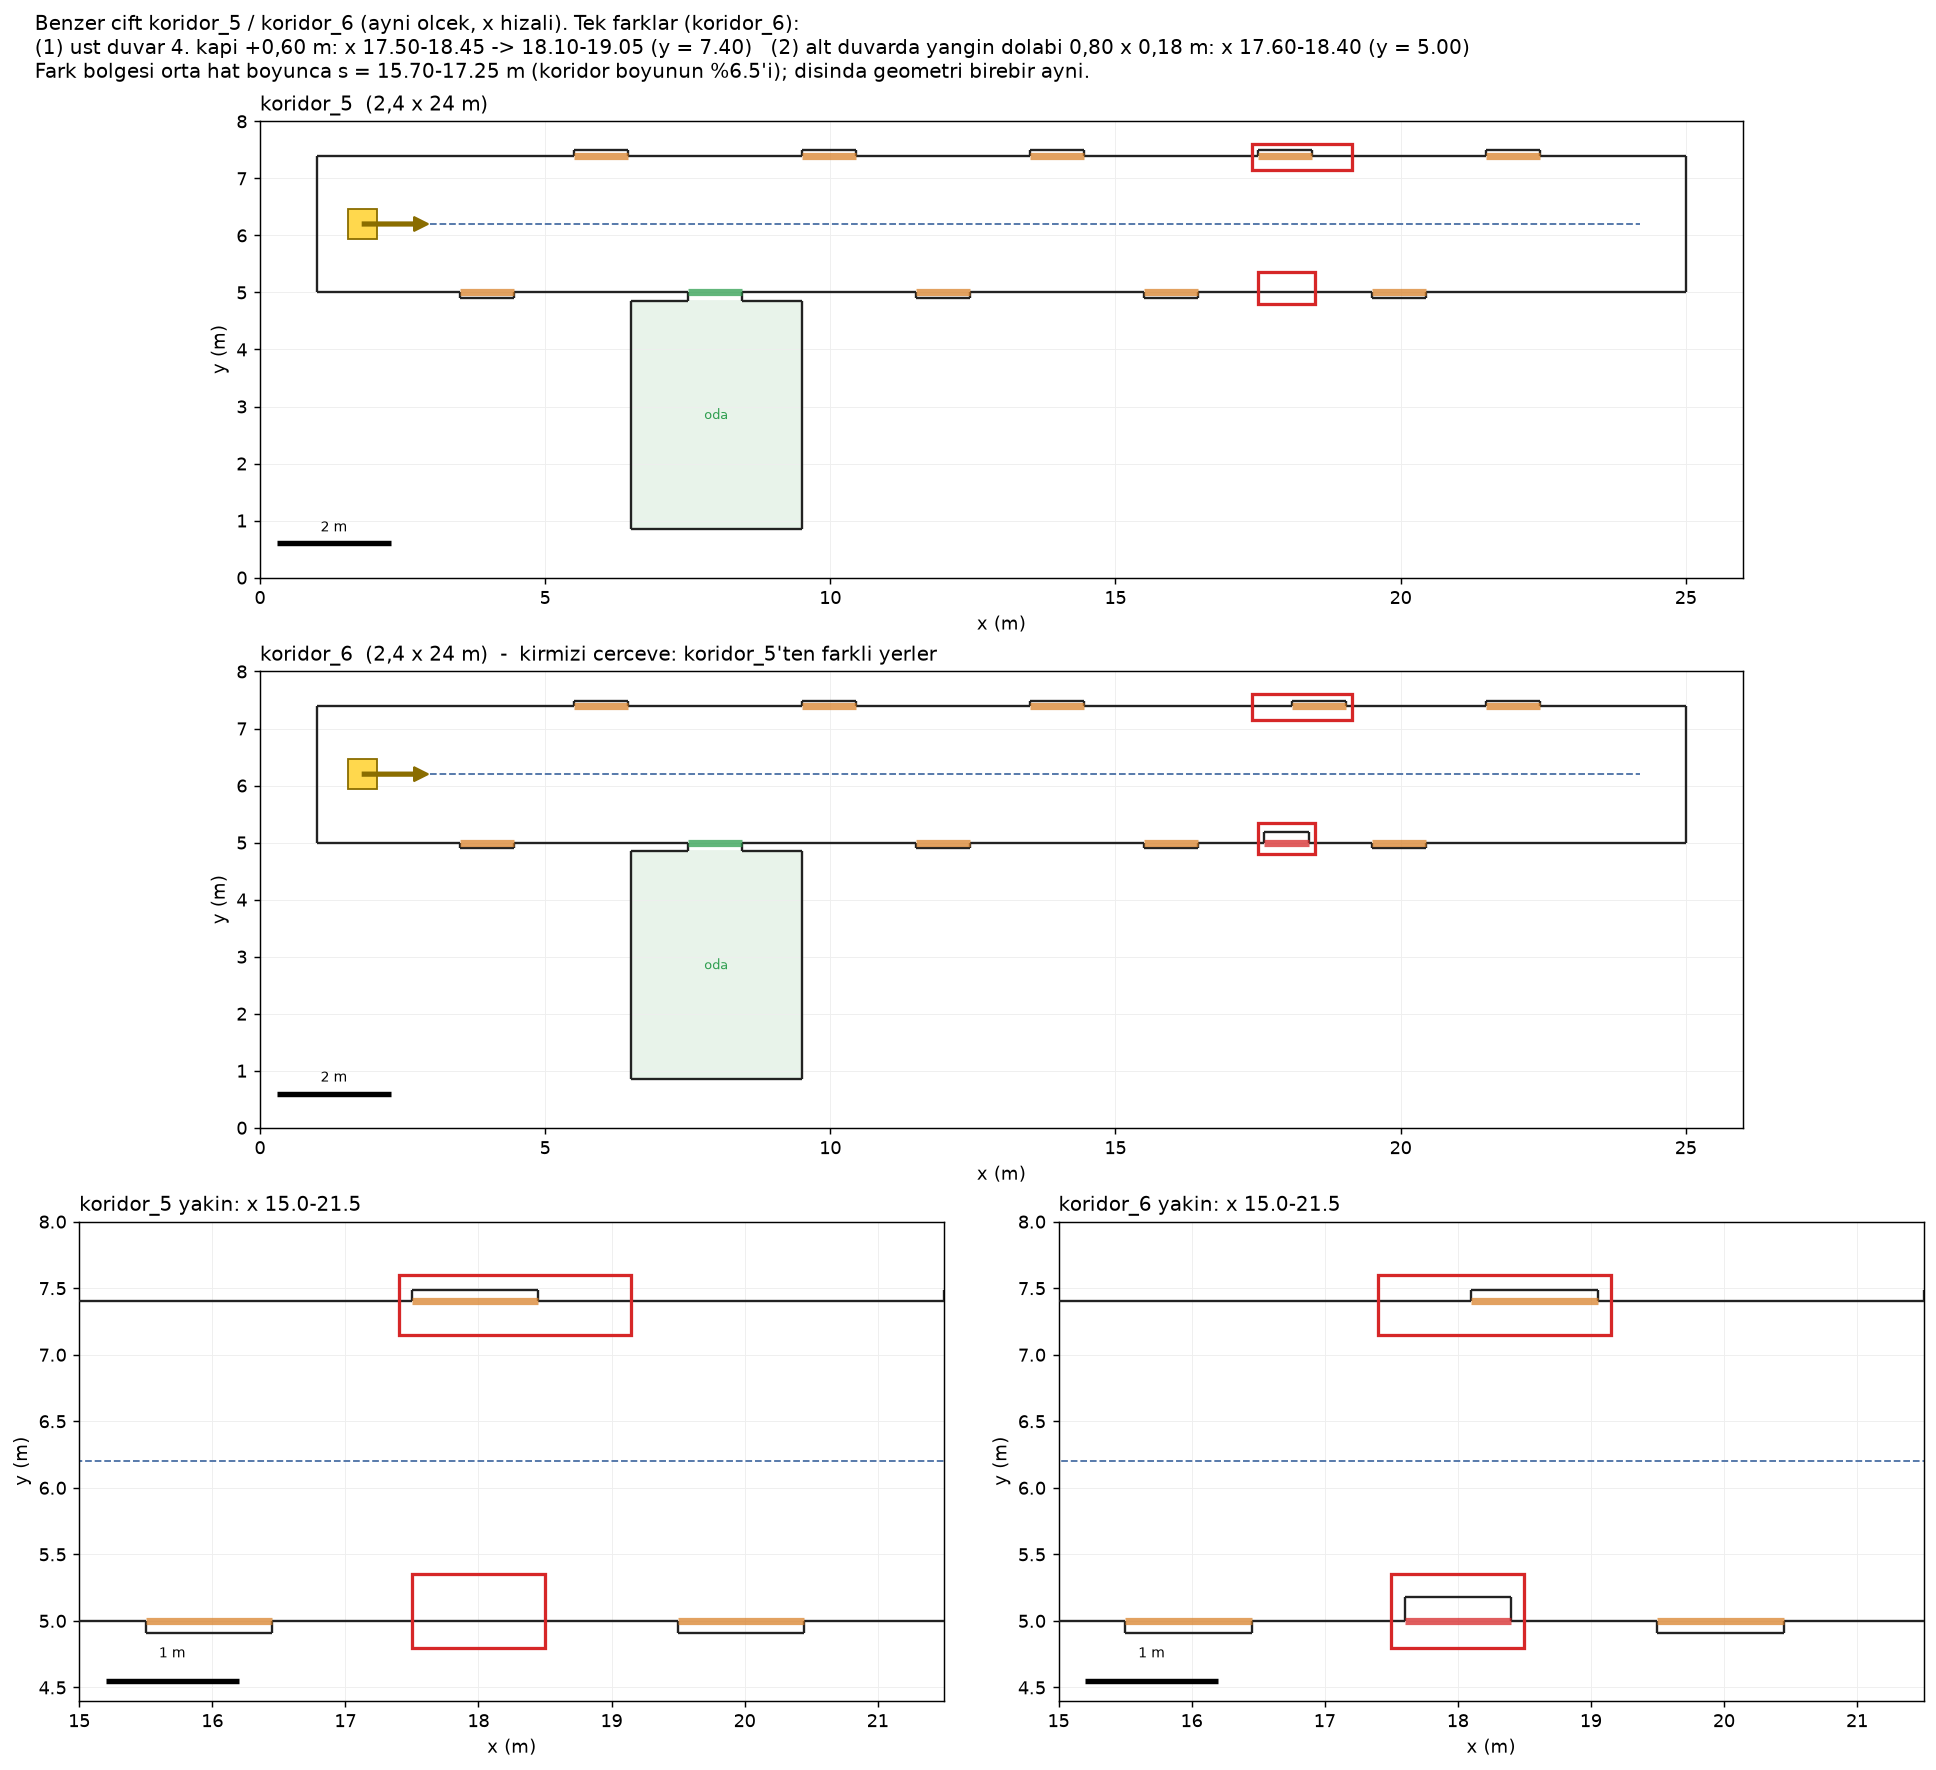 Benzer cift koridor_5 / koridor_6 (ayni olcek, x hizali). Tek farklar (koridor_6):
(1) ust duvar 4. kapi +0,60 m: x 17.50-18.45 -> 18.10-19.05 (y = 7.40)   (2) alt duvarda yangin dolabi 0,80 x 0,18 m: x 17.60-18.40 (y = 5.00)
Fark bolgesi orta hat boyunca s = 15.70-17.25 m (koridor boyunun %6.5'i); disinda geometri birebir ayni.
koridor_5  (2,4 x 24 m)
8
7
6
5
4
3
2
1
0
y (m)
oda
2 m
0 5 10 15 20 25
x (m)
koridor_6  (2,4 x 24 m)  -  kirmizi cerceve: koridor_5'ten farkli yerler
8
7
6
5
4
3
2
1
0
y (m)
oda
2 m
0 5 10 15 20 25
x (m)
koridor_5 yakin: x 15.0-21.5
8.0
7.5
7.0
6.5
6.0
5.5
5.0
4.5
y (m)
1 m
15 16 17 18 19 20 21
x (m)
koridor_6 yakin: x 15.0-21.5
8.0
7.5
7.0
6.5
6.0
5.5
5.0
4.5
y (m)
1 m
15 16 17 18 19 20 21
x (m)